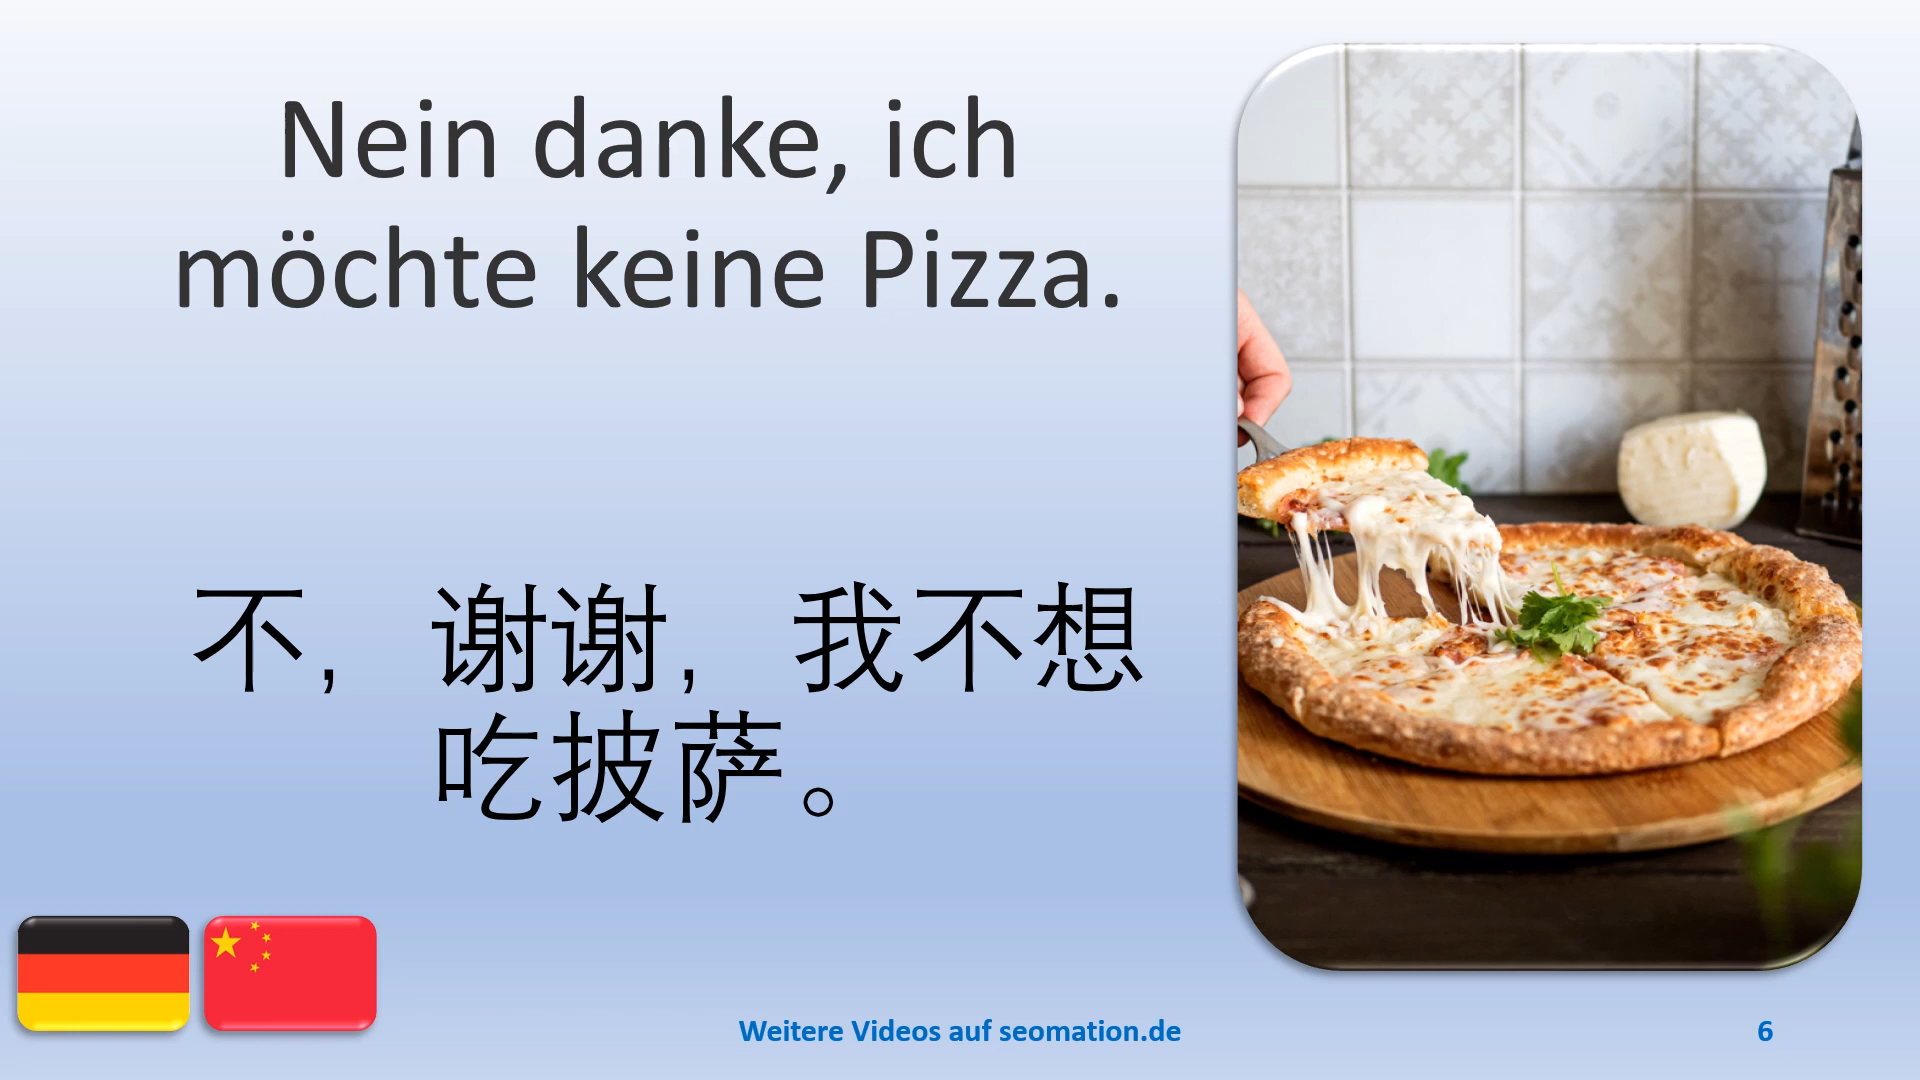 Nein danke, ich
möchte keine Pizza.
不，谢谢，我不想
吃披萨。
Weitere Videos auf seomation.de
6